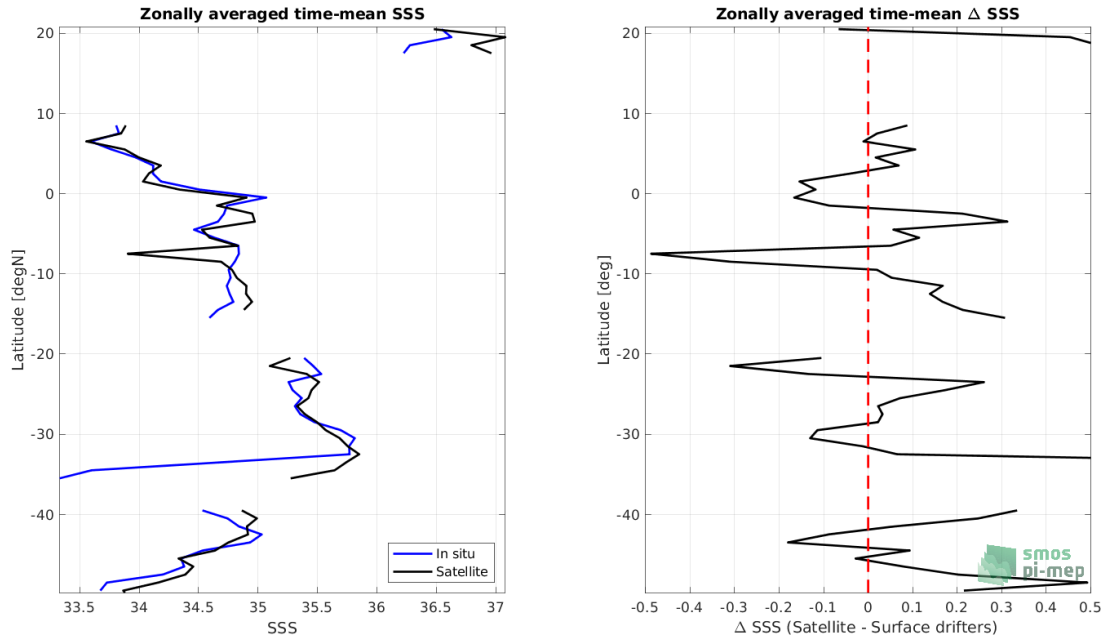 Zonally averaged time-mean SSS
20
10
0
-10
-20
-30
-40
Latitude [degN]
33.5 34 34.5 35 35.5 36 36.5 37
SSS
In situ
Satellite
Zonally averaged time-mean Δ SSS
20
10
0
-10
-20
-30
-40
Latitude [deg]
-0.5 -0.4 -0.3 -0.2 -0.1 0 0.1 0.2 0.3 0.4 0.5
Δ SSS (Satellite - Surface drifters)
smos
pi-mep